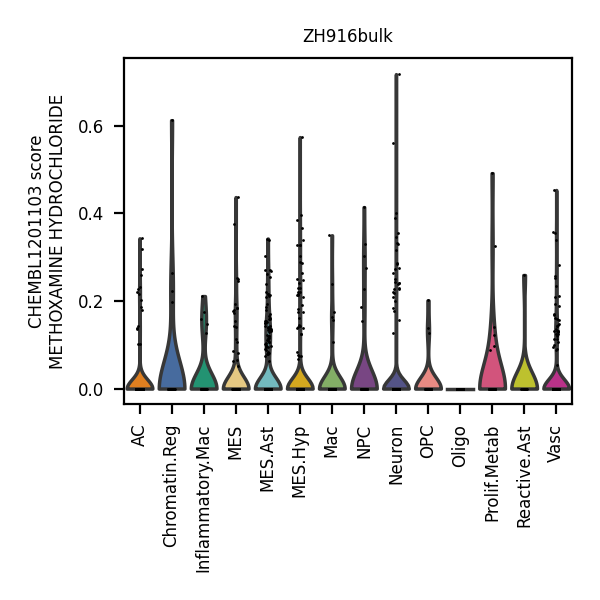 ZH916bulk
CHEMBL1201103 score
METHOXAMINE HYDROCHLORIDE
0.6
0.4
0.2
0.0
AC
Chromatin.Reg
Inflammatory.Mac
MES
MES.Ast
MES.Hyp
Mac
NPC
Neuron
OPC
Oligo
Prolif.Metab
Reactive.Ast
Vasc